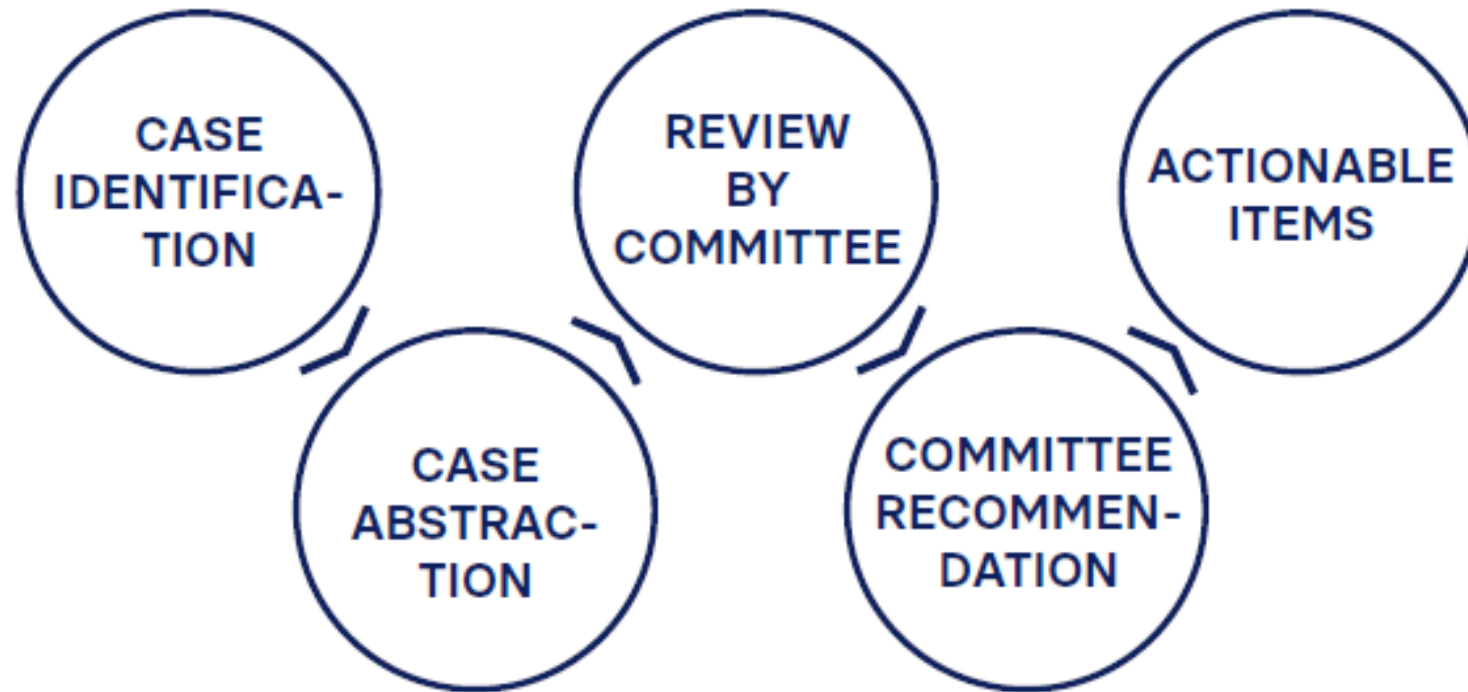 CASE
IDENTIFICA-
TION
CASE
ABSTRAC-
TION
REVIEW
BY
COMMITTEE
COMMITTEE
RECOMMEN-
DATION
ACTIONABLE
ITEMS